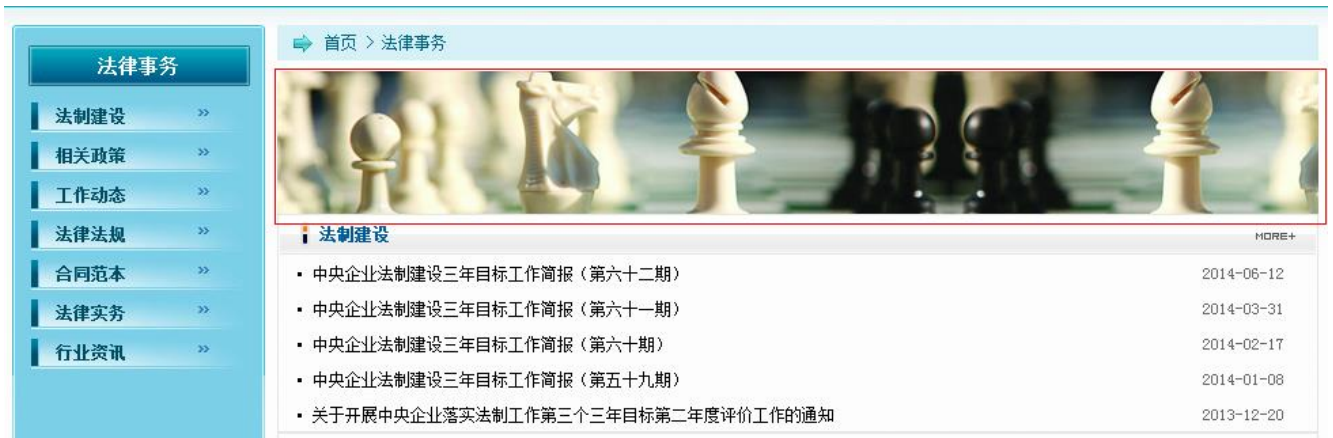 法律事务
法制建设 »
相关政策 »
工作动态 »
法律法规 »
合同范本 »
法律实务 »
行业资讯 »
首页 > 法律事务
法制建设 MORE+
▪ 中央企业法制建设三年目标工作简报（第六十二期） 2014-06-12
▪ 中央企业法制建设三年目标工作简报（第六十一期） 2014-03-31
▪ 中央企业法制建设三年目标工作简报（第六十期） 2014-02-17
▪ 中央企业法制建设三年目标工作简报（第五十九期） 2014-01-08
▪ 关于开展中央企业落实法制工作第三个三年目标第二年度评价工作的通知 2013-12-20